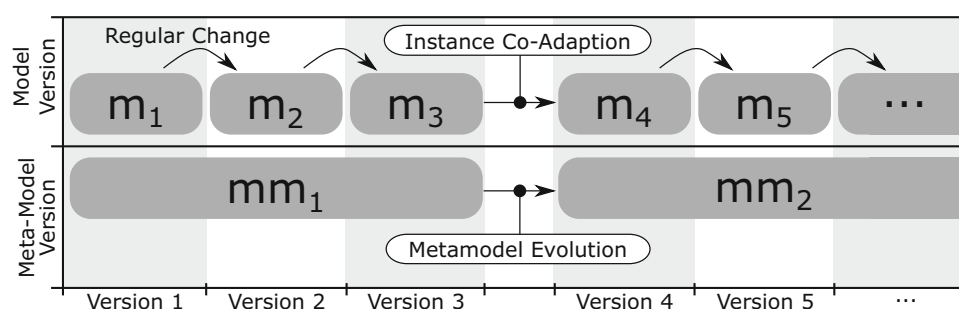 Model
Version
Regular Change
Instance Co-Adaption
m₁
m₂
m₃
m₄
m₅
...
Meta-Model
Version
mm₁
mm₂
Metamodel Evolution
Version 1
Version 2
Version 3
Version 4
Version 5
...